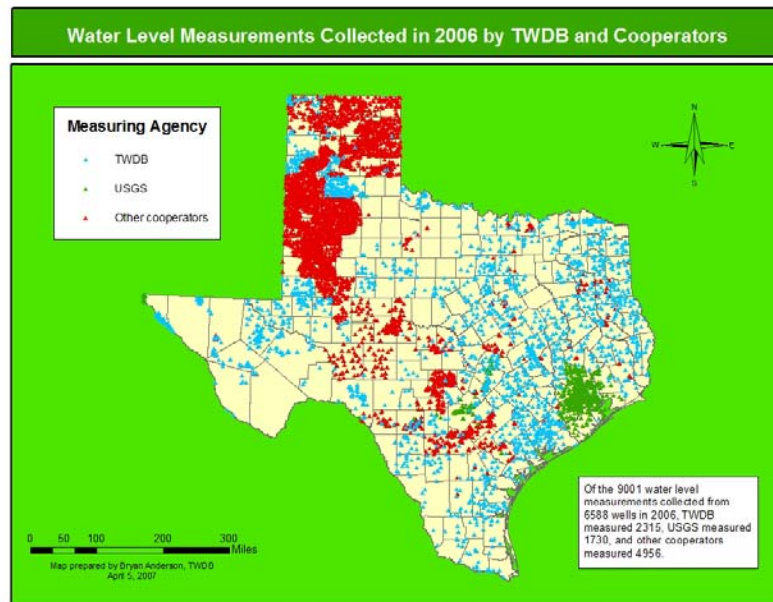 Water Level Measurements Collected in 2006 by TWDB and Cooperators
Measuring Agency
TWDB
USGS
Other cooperators
N
W
E
S
Of the 9001 water level
measurements collected from
6588 wells in 2006, TWDB
measured 2315, USGS measured
1730, and other cooperators
measured 4956.
0 50 100 200 300
Miles
Map prepared by Bryan Anderson, TWDB
April 5, 2007